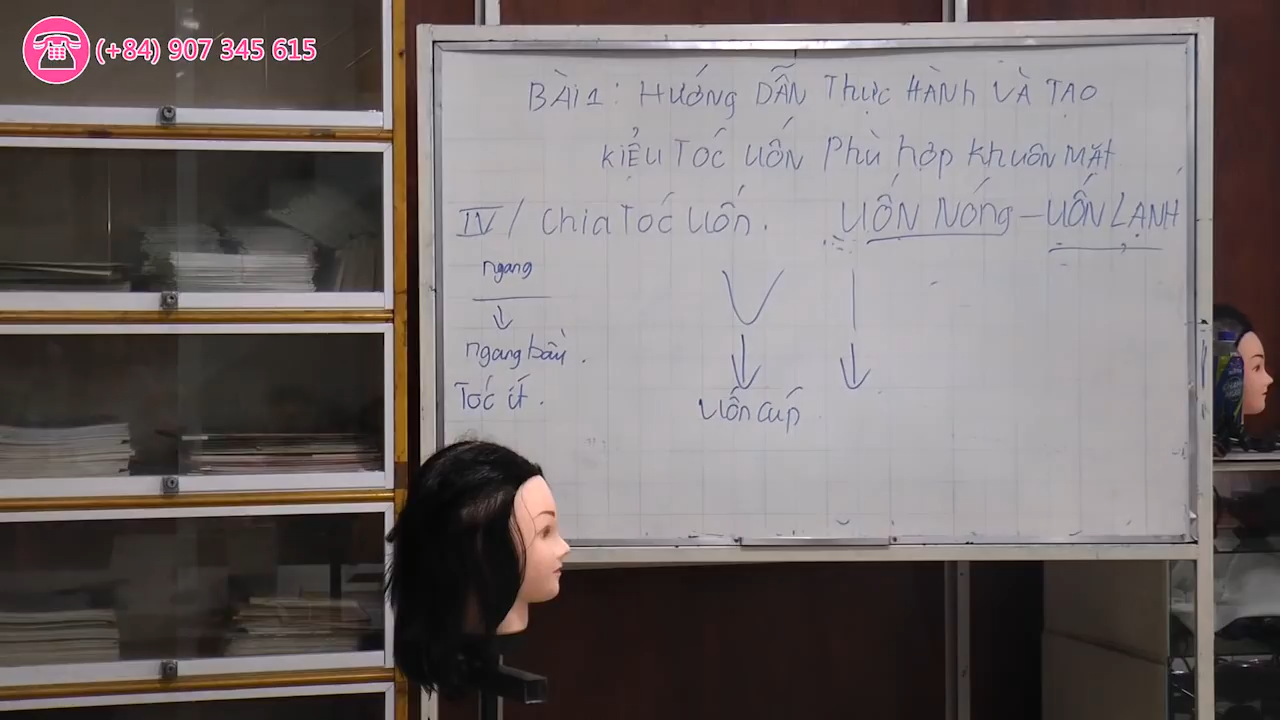 (+84) 907 345 615
BÀI 1: HƯỚNG DẪN THỰC HÀNH VÀ TẠO
KIỂU TÓC UỐN PHÙ HỢP KHUÔN MẶT
IV/ Chia Tóc Uốn. UỐN NÓNG – UỐN LẠNH
ngang
ngang bầu.
Tóc ít.
Uốn cúp